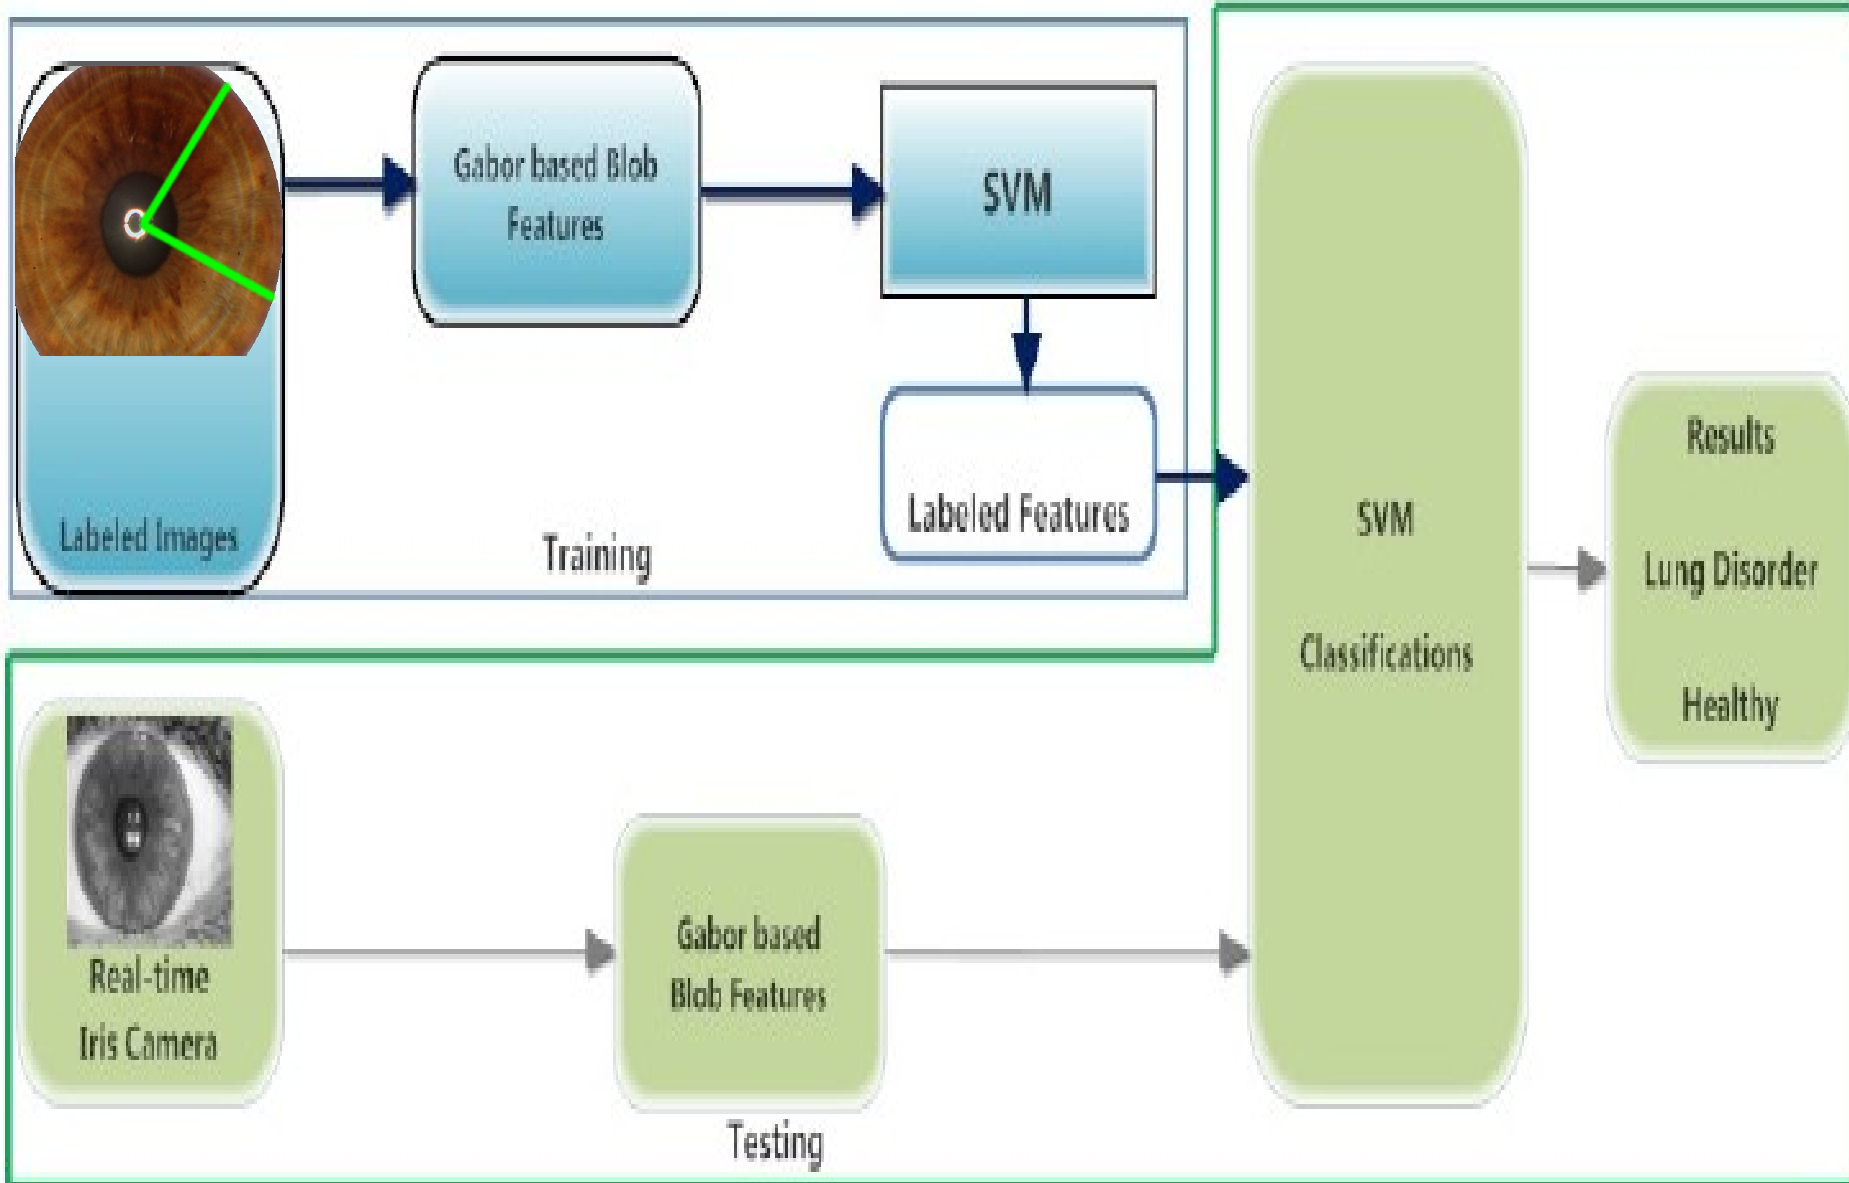 Labeled Images
Gabor based Blob
Features
SVM
Labeled Features
Training
Real-time
Iris Camera
Gabor based
Blob Features
Testing
SVM
Classifications
Results
Lung Disorder
Healthy